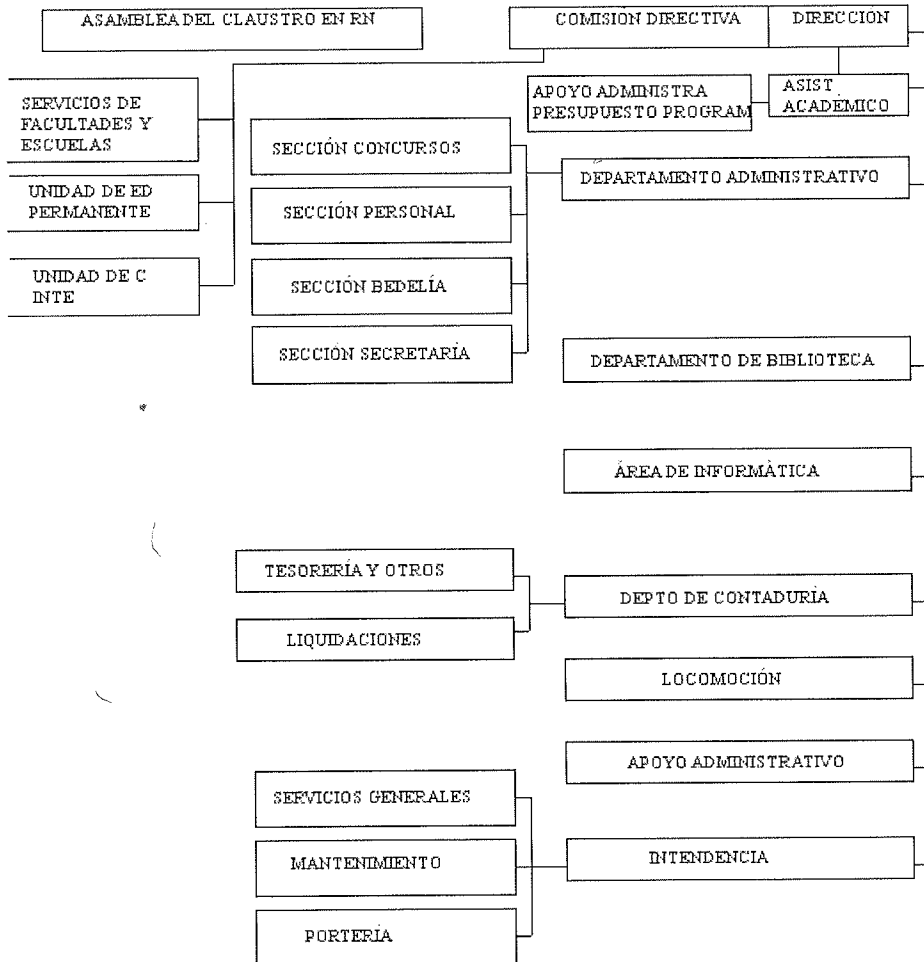 ASAMBLEA DEL CLAUSTRO EN RN
COMISION DIRECTIVA
DIRECCION
SERVICIOS DE
FACULTADES Y
ESCUELAS
APOYO ADMINISTRA
PRESUPUESTO PROGRAM
ASIST
ACADÉMICO
SECCIÓN CONCURSOS
DEPARTAMENTO ADMINISTRATIVO
UNIDAD DE ED
PERMANENTE
SECCIÓN PERSONAL
UNIDAD DE C
INTE
SECCIÓN BEDELÍA
SECCIÓN SECRETARÍA
DEPARTAMENTO DE BIBLIOTECA
ÁREA DE INFORMÁTICA
TESORERÍA Y OTROS
DEPTO DE CONTADURÍA
LIQUIDACIONES
LOCOMOCIÓN
APOYO ADMINISTRATIVO
SERVICIOS GENERALES
MANTENIMIENTO
INTENDENCIA
PORTERÍA